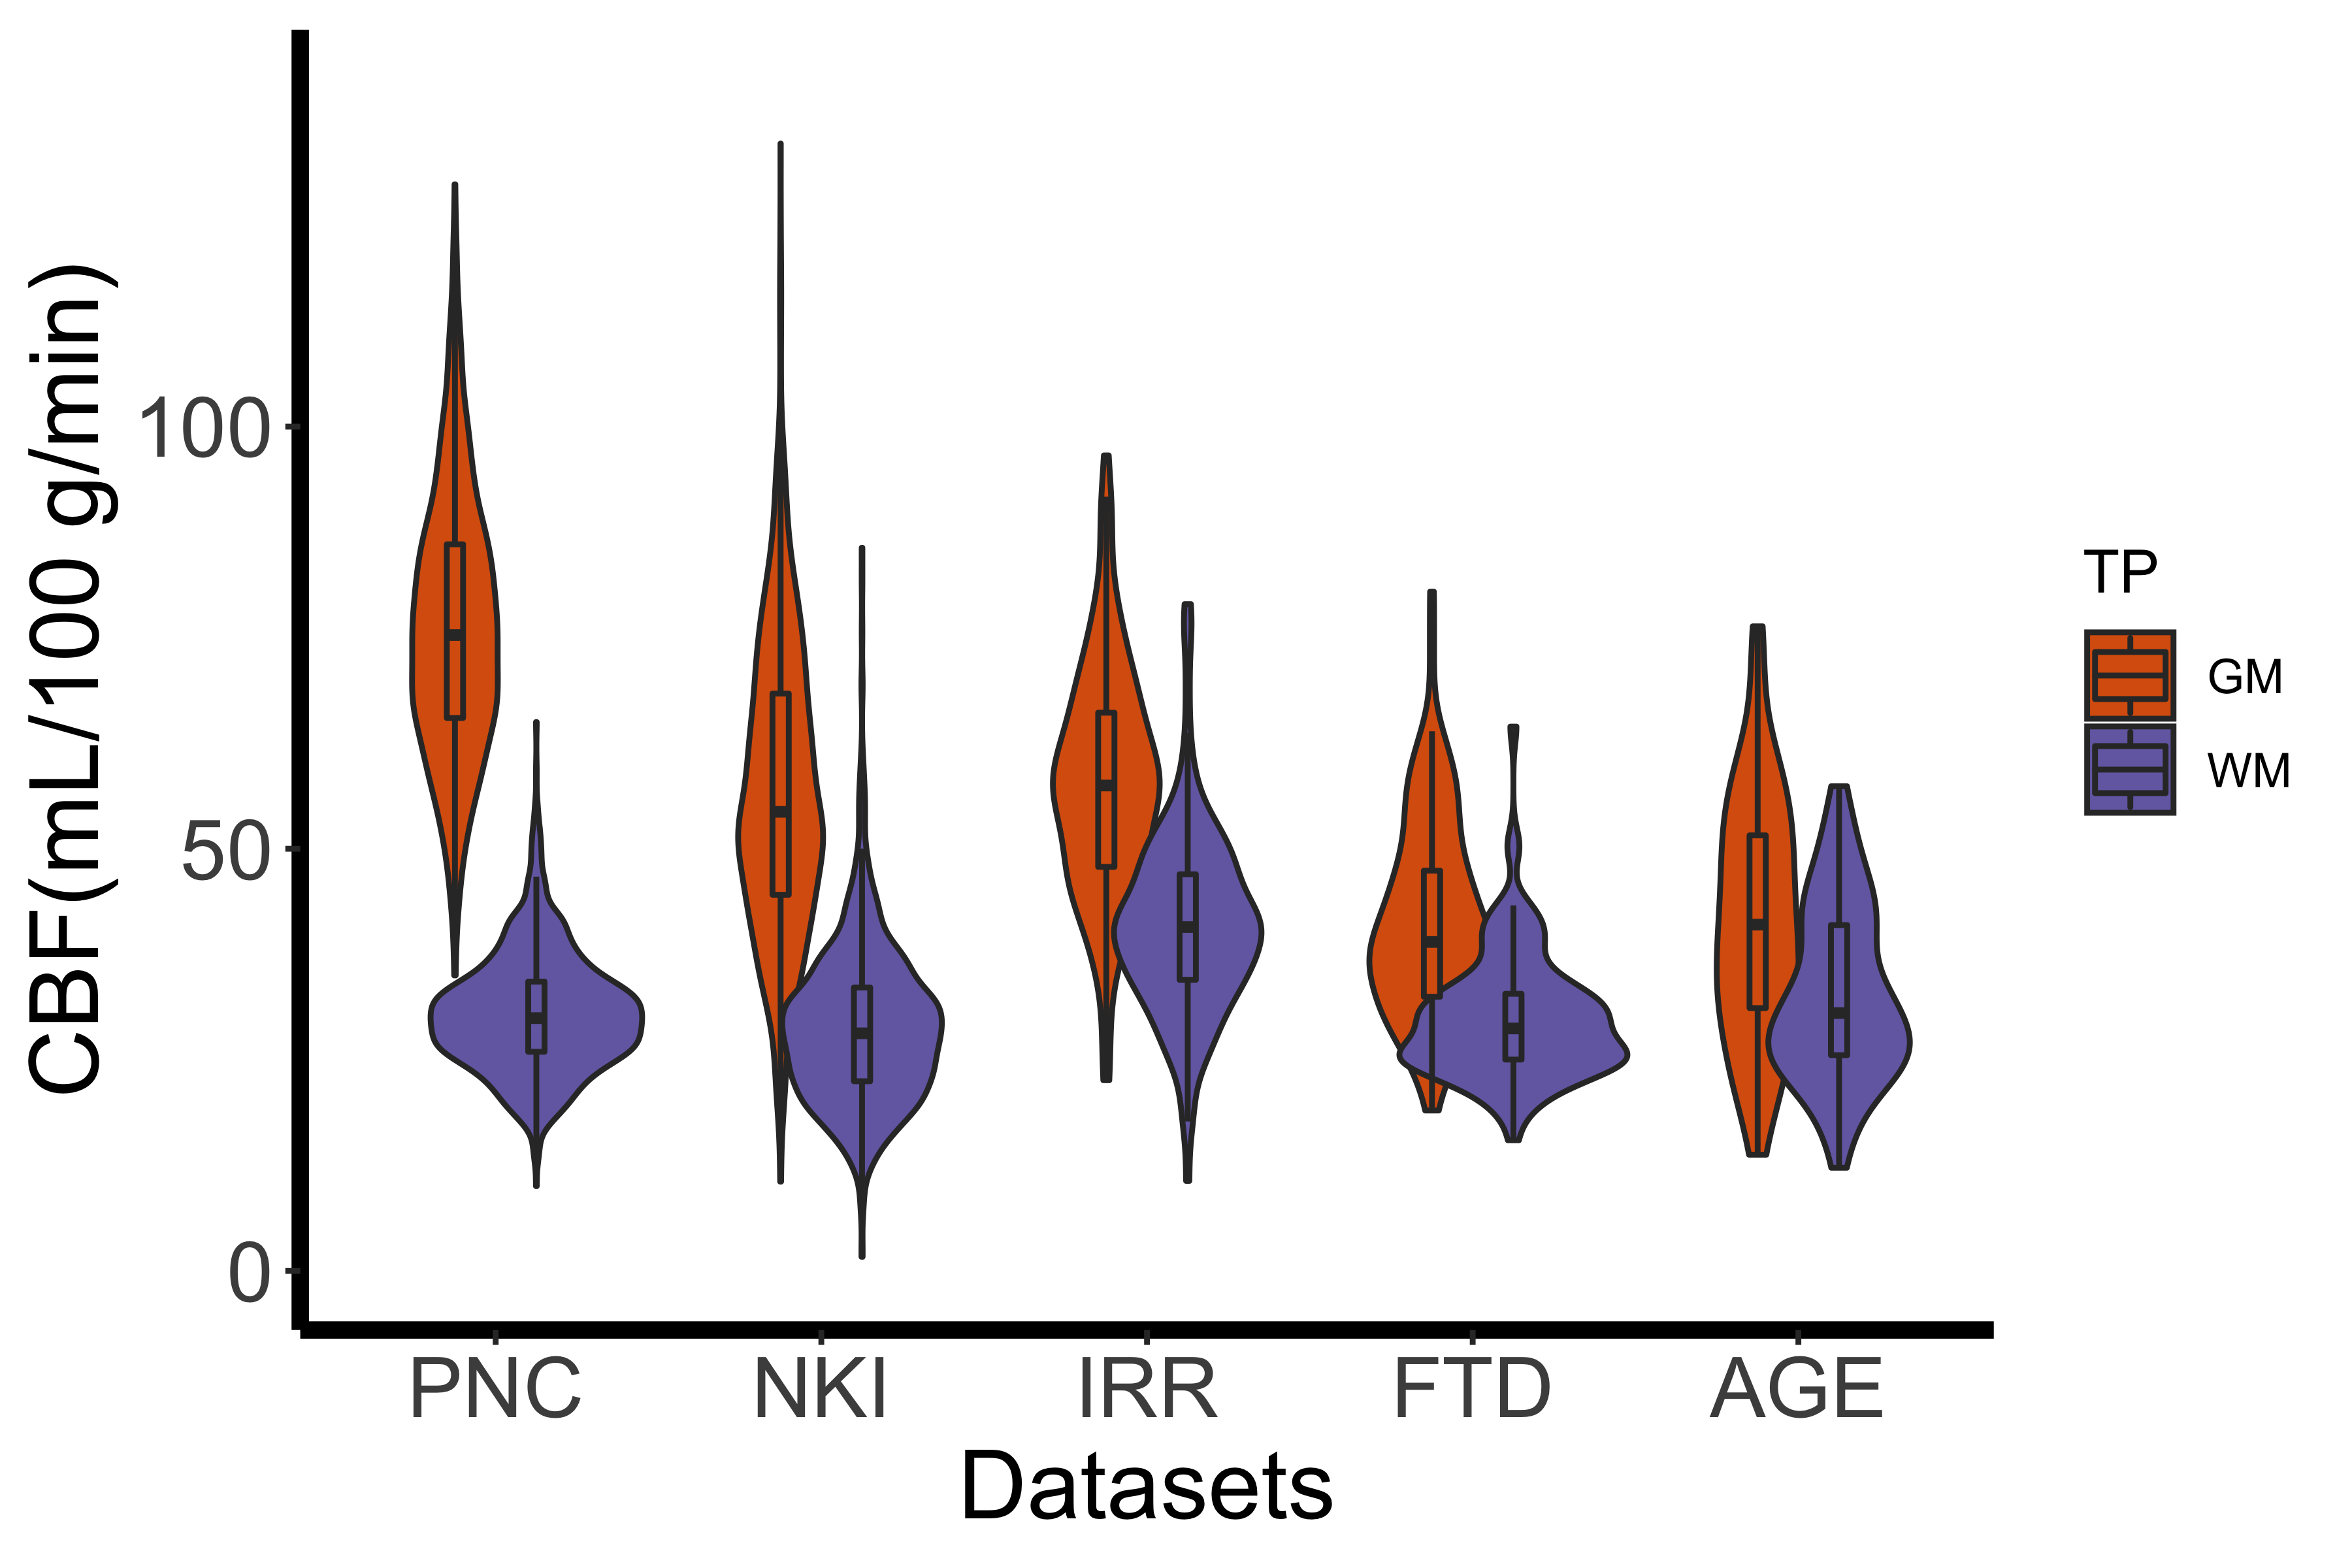 CBF(mL/100 g/min)
100
50
0
PNC NKI IRR FTD AGE
Datasets
TP
GM
WM